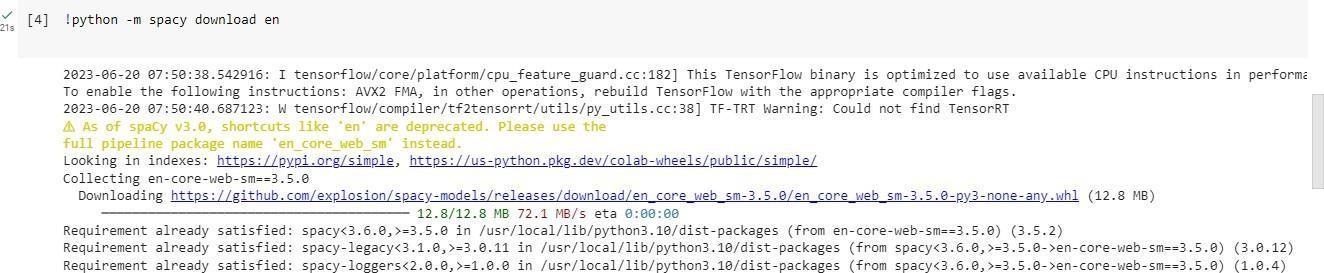 [4] !python -m spacy download en
21s
2023-06-20 07:50:38.542916: I tensorflow/core/platform/cpu_feature_guard.cc:182] This TensorFlow binary is optimized to use available CPU instructions in performa
To enable the following instructions: AVX2 FMA, in other operations, rebuild TensorFlow with the appropriate compiler flags.
2023-06-20 07:50:40.687123: W tensorflow/compiler/tf2tensorrt/utils/py_utils.cc:38] TF-TRT Warning: Could not find TensorRT
⚠ As of spaCy v3.0, shortcuts like 'en' are deprecated. Please use the
full pipeline package name 'en_core_web_sm' instead.
Looking in indexes: https://pypi.org/simple, https://us-python.pkg.dev/colab-wheels/public/simple/
Collecting en-core-web-sm==3.5.0
Downloading https://github.com/explosion/spacy-models/releases/download/en_core_web_sm-3.5.0/en_core_web_sm-3.5.0-py3-none-any.whl (12.8 MB)
12.8/12.8 MB 72.1 MB/s eta 0:00:00
Requirement already satisfied: spacy<3.6.0,>=3.5.0 in /usr/local/lib/python3.10/dist-packages (from en-core-web-sm==3.5.0) (3.5.2)
Requirement already satisfied: spacy-legacy<3.1.0,>=3.0.11 in /usr/local/lib/python3.10/dist-packages (from spacy<3.6.0,>=3.5.0->en-core-web-sm==3.5.0) (3.0.12)
Requirement already satisfied: spacy-loggers<2.0.0,>=1.0.0 in /usr/local/lib/python3.10/dist-packages (from spacy<3.6.0,>=3.5.0->en-core-web-sm==3.5.0) (1.0.4)